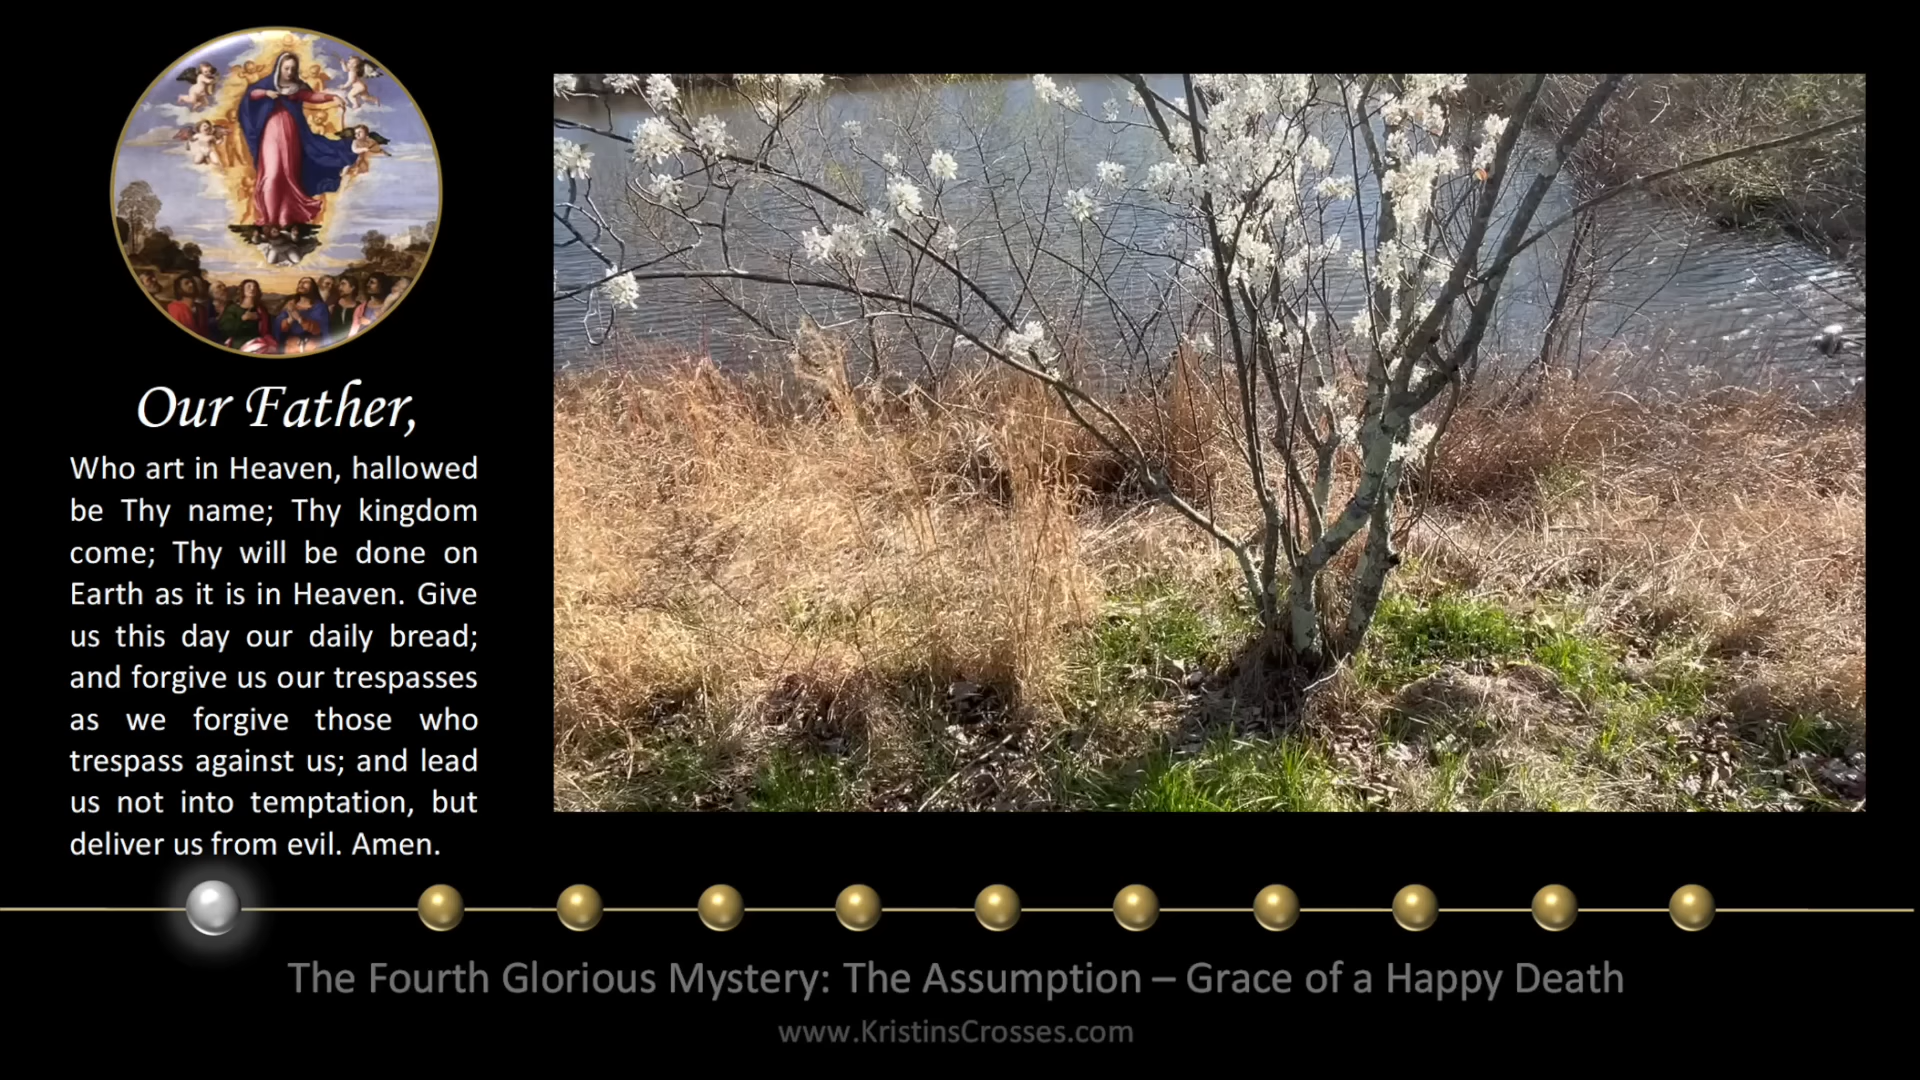 Our Father,
Who art in Heaven, hallowed
be Thy name; Thy kingdom
come; Thy will be done on
Earth as it is in Heaven. Give
us this day our daily bread;
and forgive us our trespasses
as we forgive those who
trespass against us; and lead
us not into temptation, but
deliver us from evil. Amen.
The Fourth Glorious Mystery: The Assumption – Grace of a Happy Death
www.KristinsCrosses.com